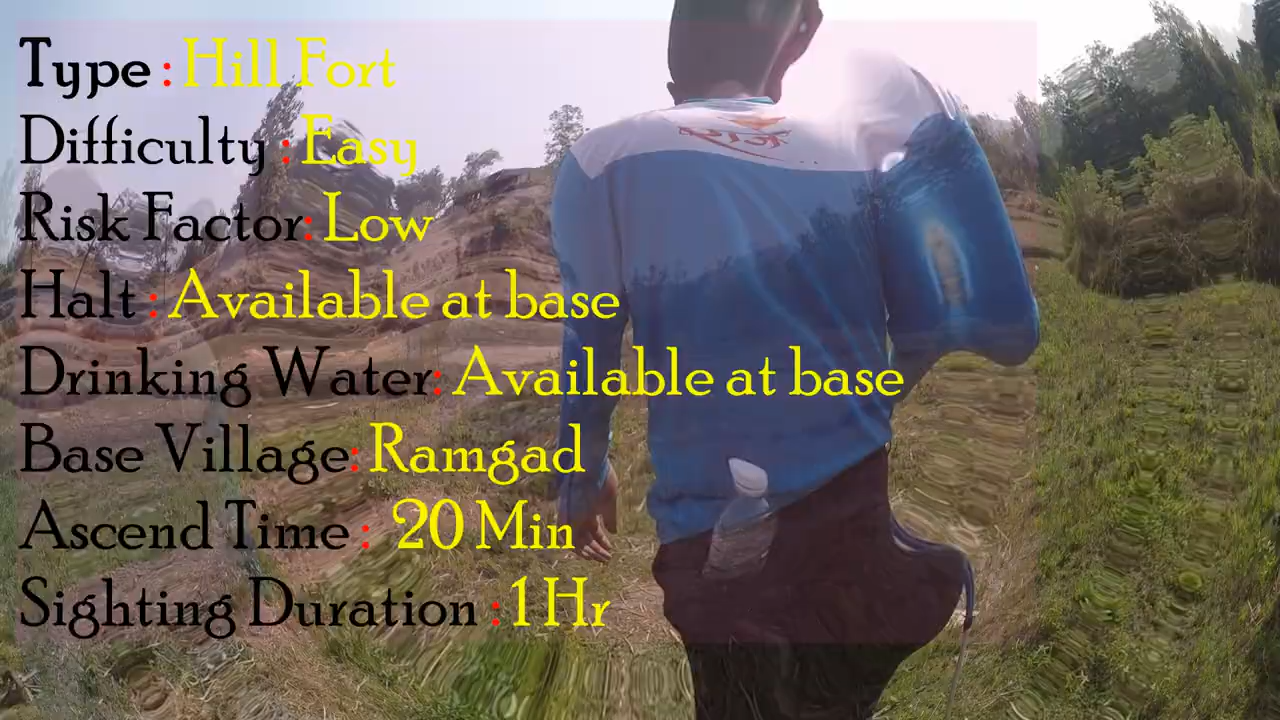 Type : Hill Fort
Difficulty : Easy
Risk Factor: Low
Halt : Available at base
Drinking Water: Available at base
Base Village: Ramgad
Ascend Time : 20 Min
Sighting Duration : 1 Hr